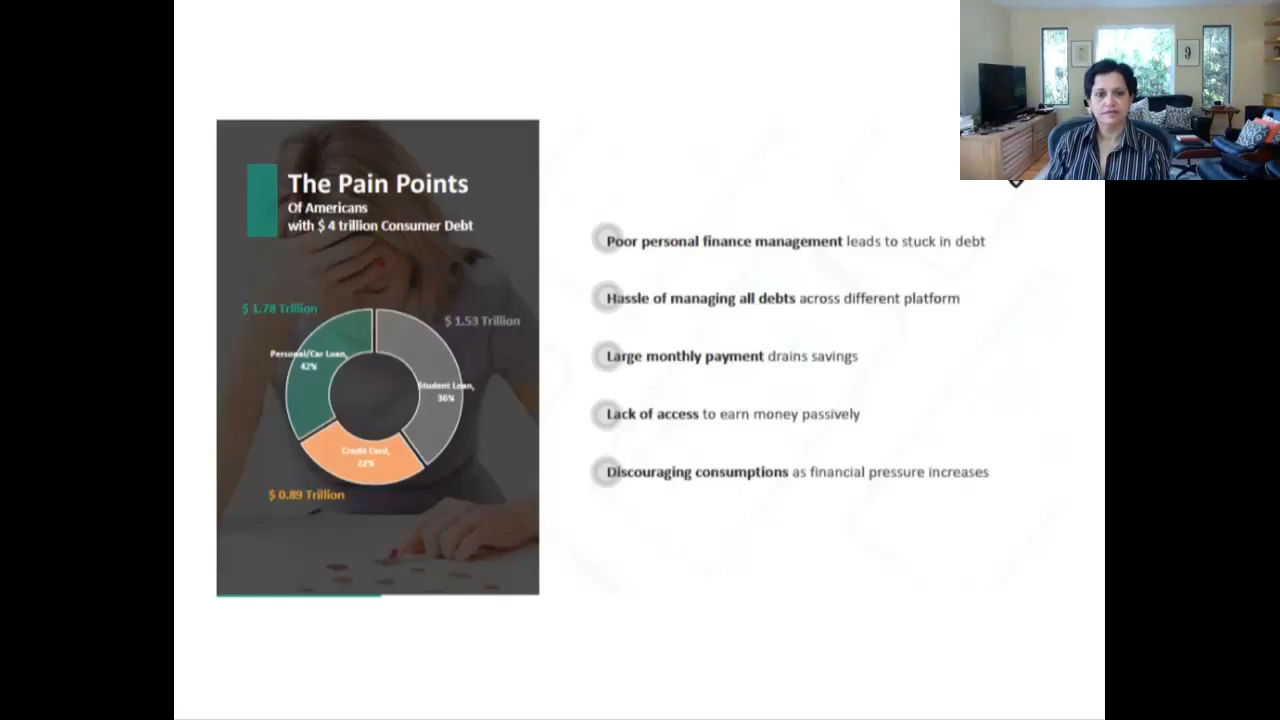 The Pain Points
Of Americans
with $ 4 trillion Consumer Debt
$ 1.78 Trillion
$ 1.53 Trillion
Personal/Car Loan,
42%
Student Loan,
36%
Credit Card,
22%
$ 0.89 Trillion
Poor personal finance management leads to stuck in debt
Hassle of managing all debts across different platform
Large monthly payment drains savings
Lack of access to earn money passively
Discouraging consumptions as financial pressure increases